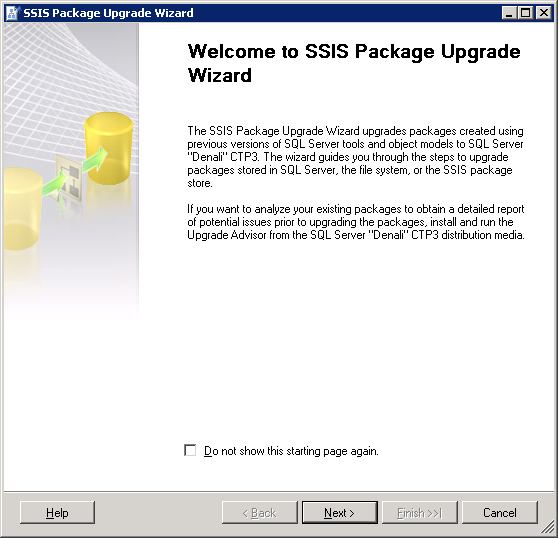 SSIS Package Upgrade Wizard
Welcome to SSIS Package Upgrade
Wizard
The SSIS Package Upgrade Wizard upgrades packages created using
previous versions of SQL Server tools and object models to SQL Server
"Denali" CTP3. The wizard guides you through the steps to upgrade
packages stored in SQL Server, the file system, or the SSIS package
store.
If you want to analyze your existing packages to obtain a detailed report
of potential issues prior to upgrading the packages, install and run the
Upgrade Advisor from the SQL Server "Denali" CTP3 distribution media.
Do not show this starting page again.
Help
< Back
Next >
Finish >>|
Cancel